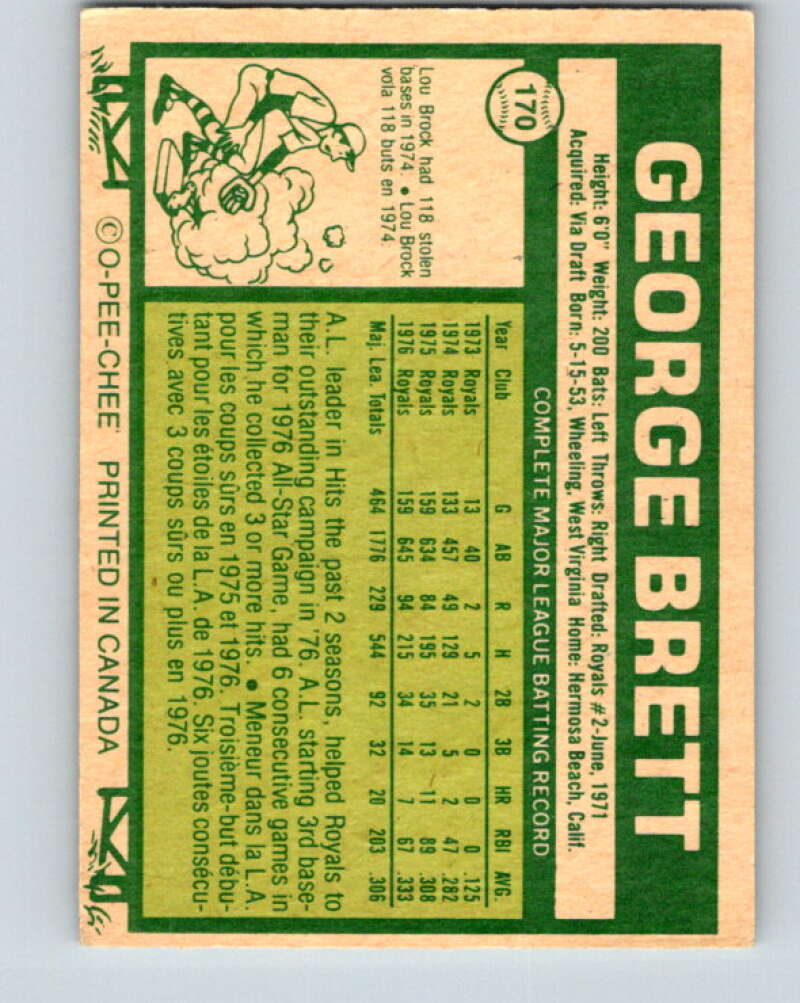 170
GEORGE BRETT
Height: 6'0" Weight: 200 Bats: Left Throws: Right Drafted: Royals #2-June, 1971
Acquired: Via Draft Born: 5-15-53, Wheeling, West Virginia Home: Hermosa Beach, Calif.
COMPLETE MAJOR LEAGUE BATTING RECORD
Year Club G AB R H 2B 3B HR RBI AVG.
1973 Royals 13 40 2 5 2 0 0 0 .125
1974 Royals 133 457 49 129 21 5 2 47 .282
1975 Royals 159 634 84 195 35 13 11 89 .308
1976 Royals 159 645 94 215 34 14 7 67 .333
Maj. Lea. Totals 464 1776 229 544 92 32 20 203 .306
A.L. leader in Hits the past 2 seasons, helped Royals to
their outstanding campaign in '76. A.L. starting 3rd base-
man for 1976 All-Star Game, had 6 consecutive games in
which he collected 3 or more hits. ● Meneur dans la L.A.
pour les coups sûrs en 1975 et 1976. Troisième-but débu-
tant pour les étoiles de la L.A. de 1976. Six joutes consécu-
tives avec 3 coups sûrs ou plus en 1976.
Lou Brock had 118 stolen
bases in 1974. ● Lou Brock
vola 118 buts en 1974.
© O-PEE-CHEE PRINTED IN CANADA